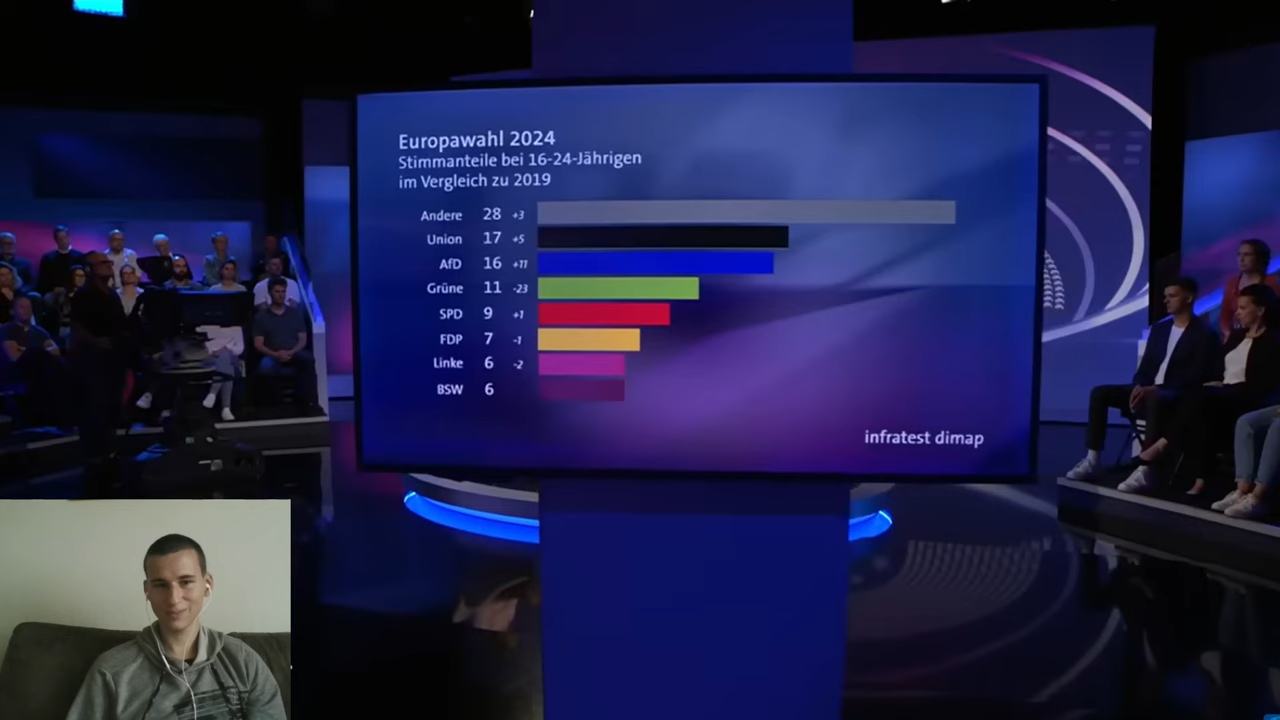 Europawahl 2024
Stimmanteile bei 16-24-Jährigen
im Vergleich zu 2019
Andere 28 +3
Union 17 +5
AfD 16 +11
Grüne 11 -23
SPD 9 +1
FDP 7 -1
Linke 6 -2
BSW 6
infratest dimap